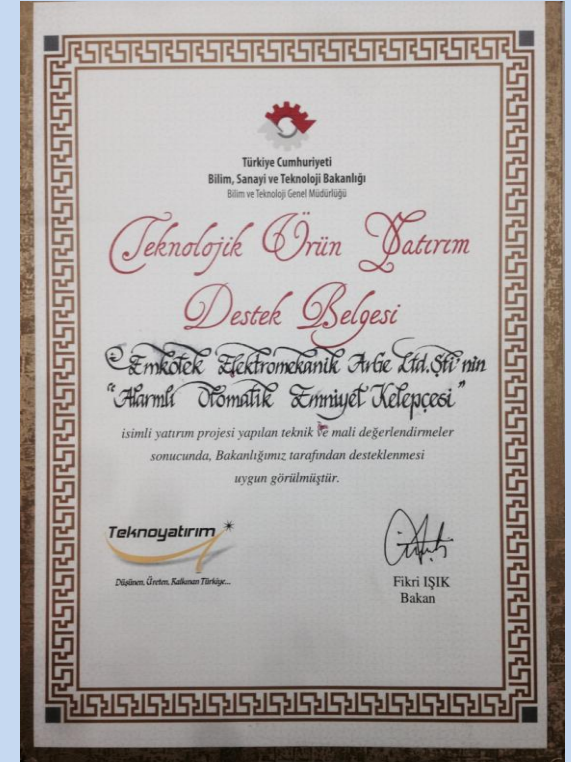 Türkiye Cumhuriyeti
Bilim, Sanayi ve Teknoloji Bakanlığı
Bilim ve Teknoloji Genel Müdürlüğü
Teknolojik Ürün Yatırım
Destek Belgesi
Emkotek Elektromekanik Arge Ltd.Şti'nin
"Alarmlı Otomatik Emniyet Kelepçesi"
isimli yatırım projesi yapılan teknik ve mali değerlendirmeler
sonucunda, Bakanlığımız tarafından desteklenmesi
uygun görülmüştür.
Teknoyatırım
Düşünen, Üreten, Kalkınan Türkiye...
Fikri IŞIK
Bakan